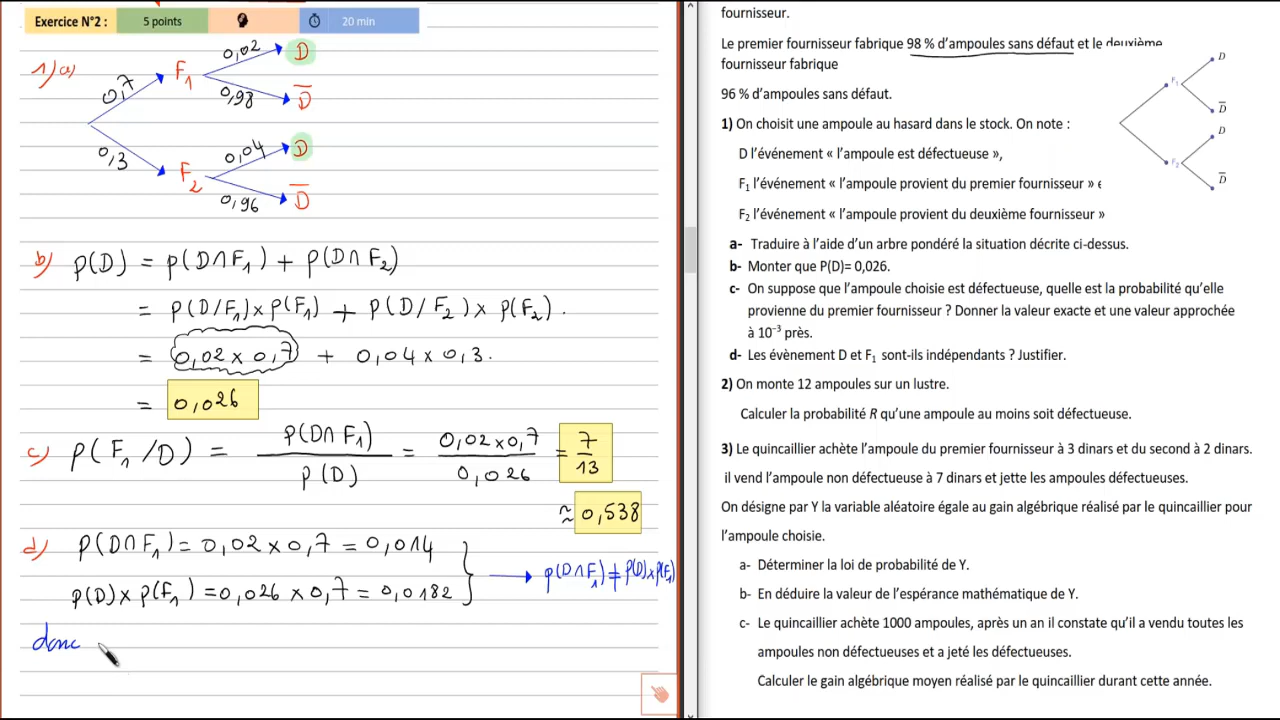 Exercice N°2 : 5 points 20 min
1) a)
0,7 F₁ 0,02 D
0,98 D̅
0,3 F₂ 0,04 D
0,96 D̅
b) p(D) = p(D∩F₁) + p(D∩F₂)
= p(D/F₁)×p(F₁) + p(D/F₂)× p(F₂).
= 0,02×0,7 + 0,04×0,3.
= 0,026
c) p(F₁/D) = p(D∩F₁) / p(D) = 0,02×0,7 / 0,026 = 7/13
≈ 0,538
d) p(D∩F₁)=0,02×0,7=0,014
p(D)×p(F₁)=0,026×0,7=0,0182
p(D∩F₁)≠p(D)×p(F₁)
donc
fournisseur.
Le premier fournisseur fabrique 98 % d'ampoules sans défaut et le deuxième
fournisseur fabrique
96 % d'ampoules sans défaut.
1) On choisit une ampoule au hasard dans le stock. On note :
D l'événement « l'ampoule est défectueuse »,
F₁ l'événement « l'ampoule provient du premier fournisseur » e
F₂ l'événement « l'ampoule provient du deuxième fournisseur »
F₁ D
D̅
F₂ D
D̅
a- Traduire à l'aide d'un arbre pondéré la situation décrite ci-dessus.
b- Monter que P(D)= 0,026.
c- On suppose que l'ampoule choisie est défectueuse, quelle est la probabilité qu'elle
provienne du premier fournisseur ? Donner la valeur exacte et une valeur approchée
à 10⁻³ près.
d- Les évènement D et F₁ sont-ils indépendants ? Justifier.
2) On monte 12 ampoules sur un lustre.
Calculer la probabilité R qu'une ampoule au moins soit défectueuse.
3) Le quincaillier achète l'ampoule du premier fournisseur à 3 dinars et du second à 2 dinars.
il vend l'ampoule non défectueuse à 7 dinars et jette les ampoules défectueuses.
On désigne par Y la variable aléatoire égale au gain algébrique réalisé par le quincaillier pour
l'ampoule choisie.
a- Déterminer la loi de probabilité de Y.
b- En déduire la valeur de l'espérance mathématique de Y.
c- Le quincaillier achète 1000 ampoules, après un an il constate qu'il a vendu toutes les
ampoules non défectueuses et a jeté les défectueuses.
Calculer le gain algébrique moyen réalisé par le quincaillier durant cette année.